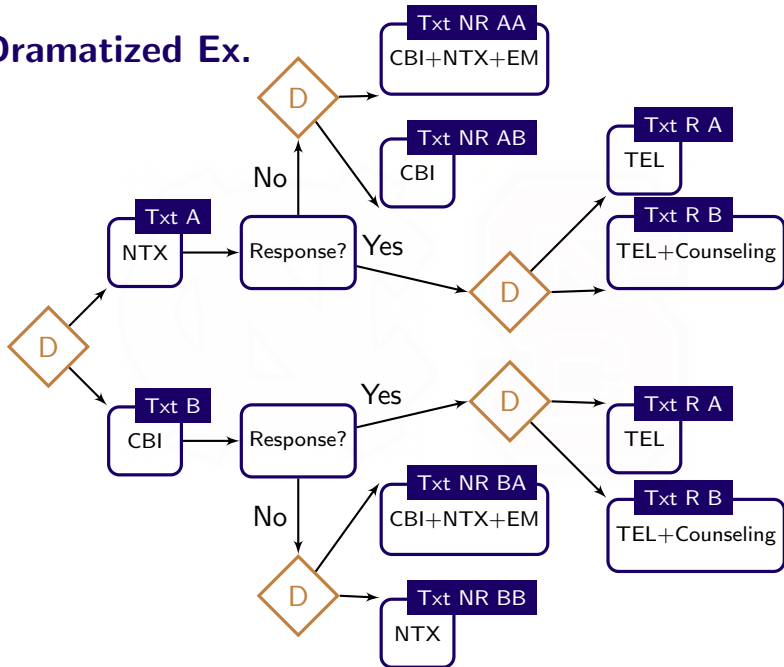 Dramatized Ex.
Txt NR AA
CBI+NTX+EM
D
Txt NR AB
CBI
No
Txt R A
TEL
Txt A
NTX
Response?
Yes
Txt R B
TEL+Counseling
D
D
Txt B
CBI
Response?
Yes
D
Txt R A
TEL
No
Txt NR BA
CBI+NTX+EM
Txt R B
TEL+Counseling
D
Txt NR BB
NTX